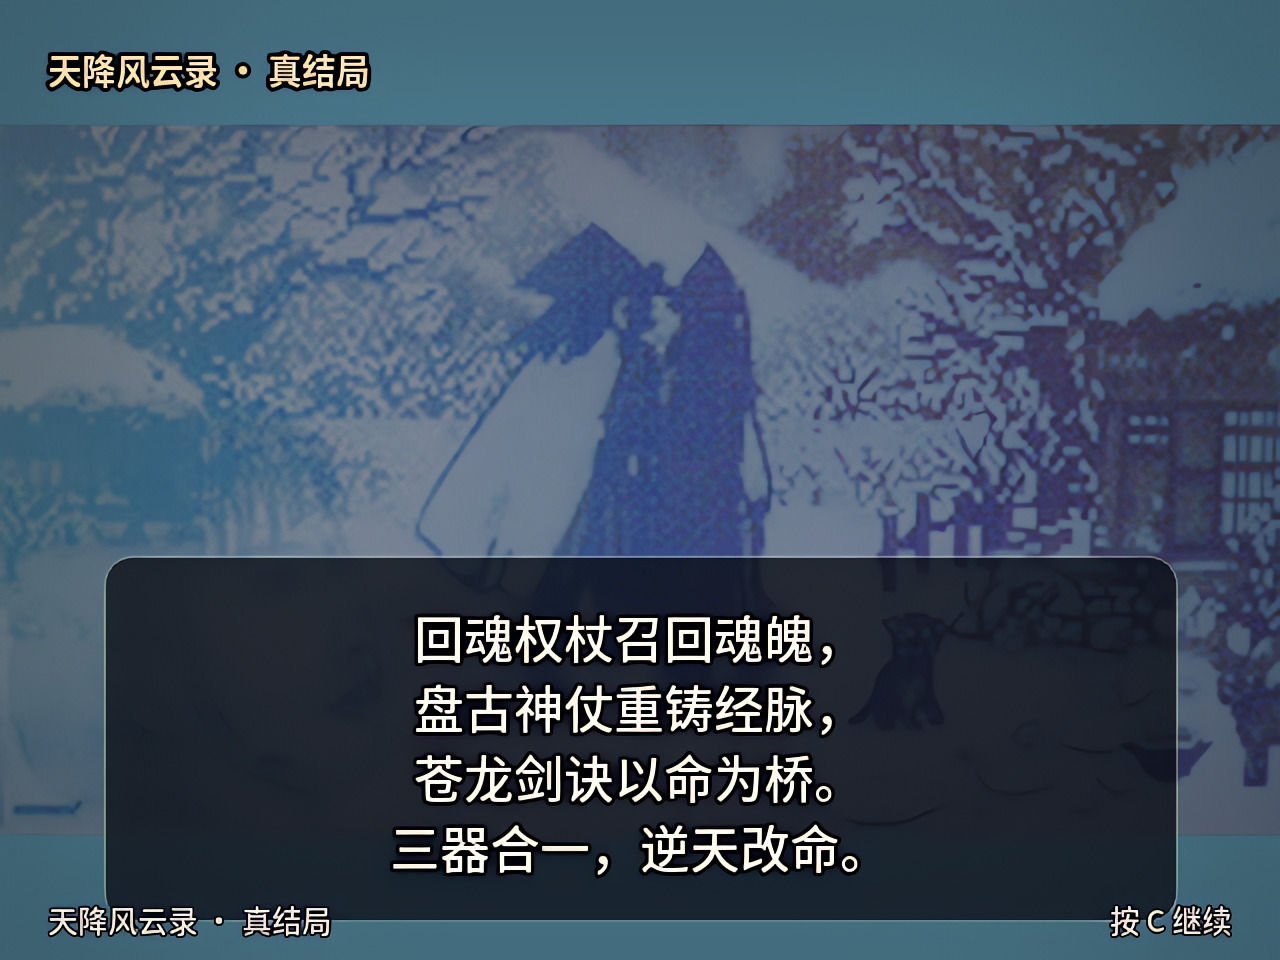 天降风云录 · 真结局
回魂权杖召回魂魄，
盘古神仗重铸经脉，
苍龙剑诀以命为桥。
三器合一，逆天改命。
天降风云录 · 真结局
按 C 继续